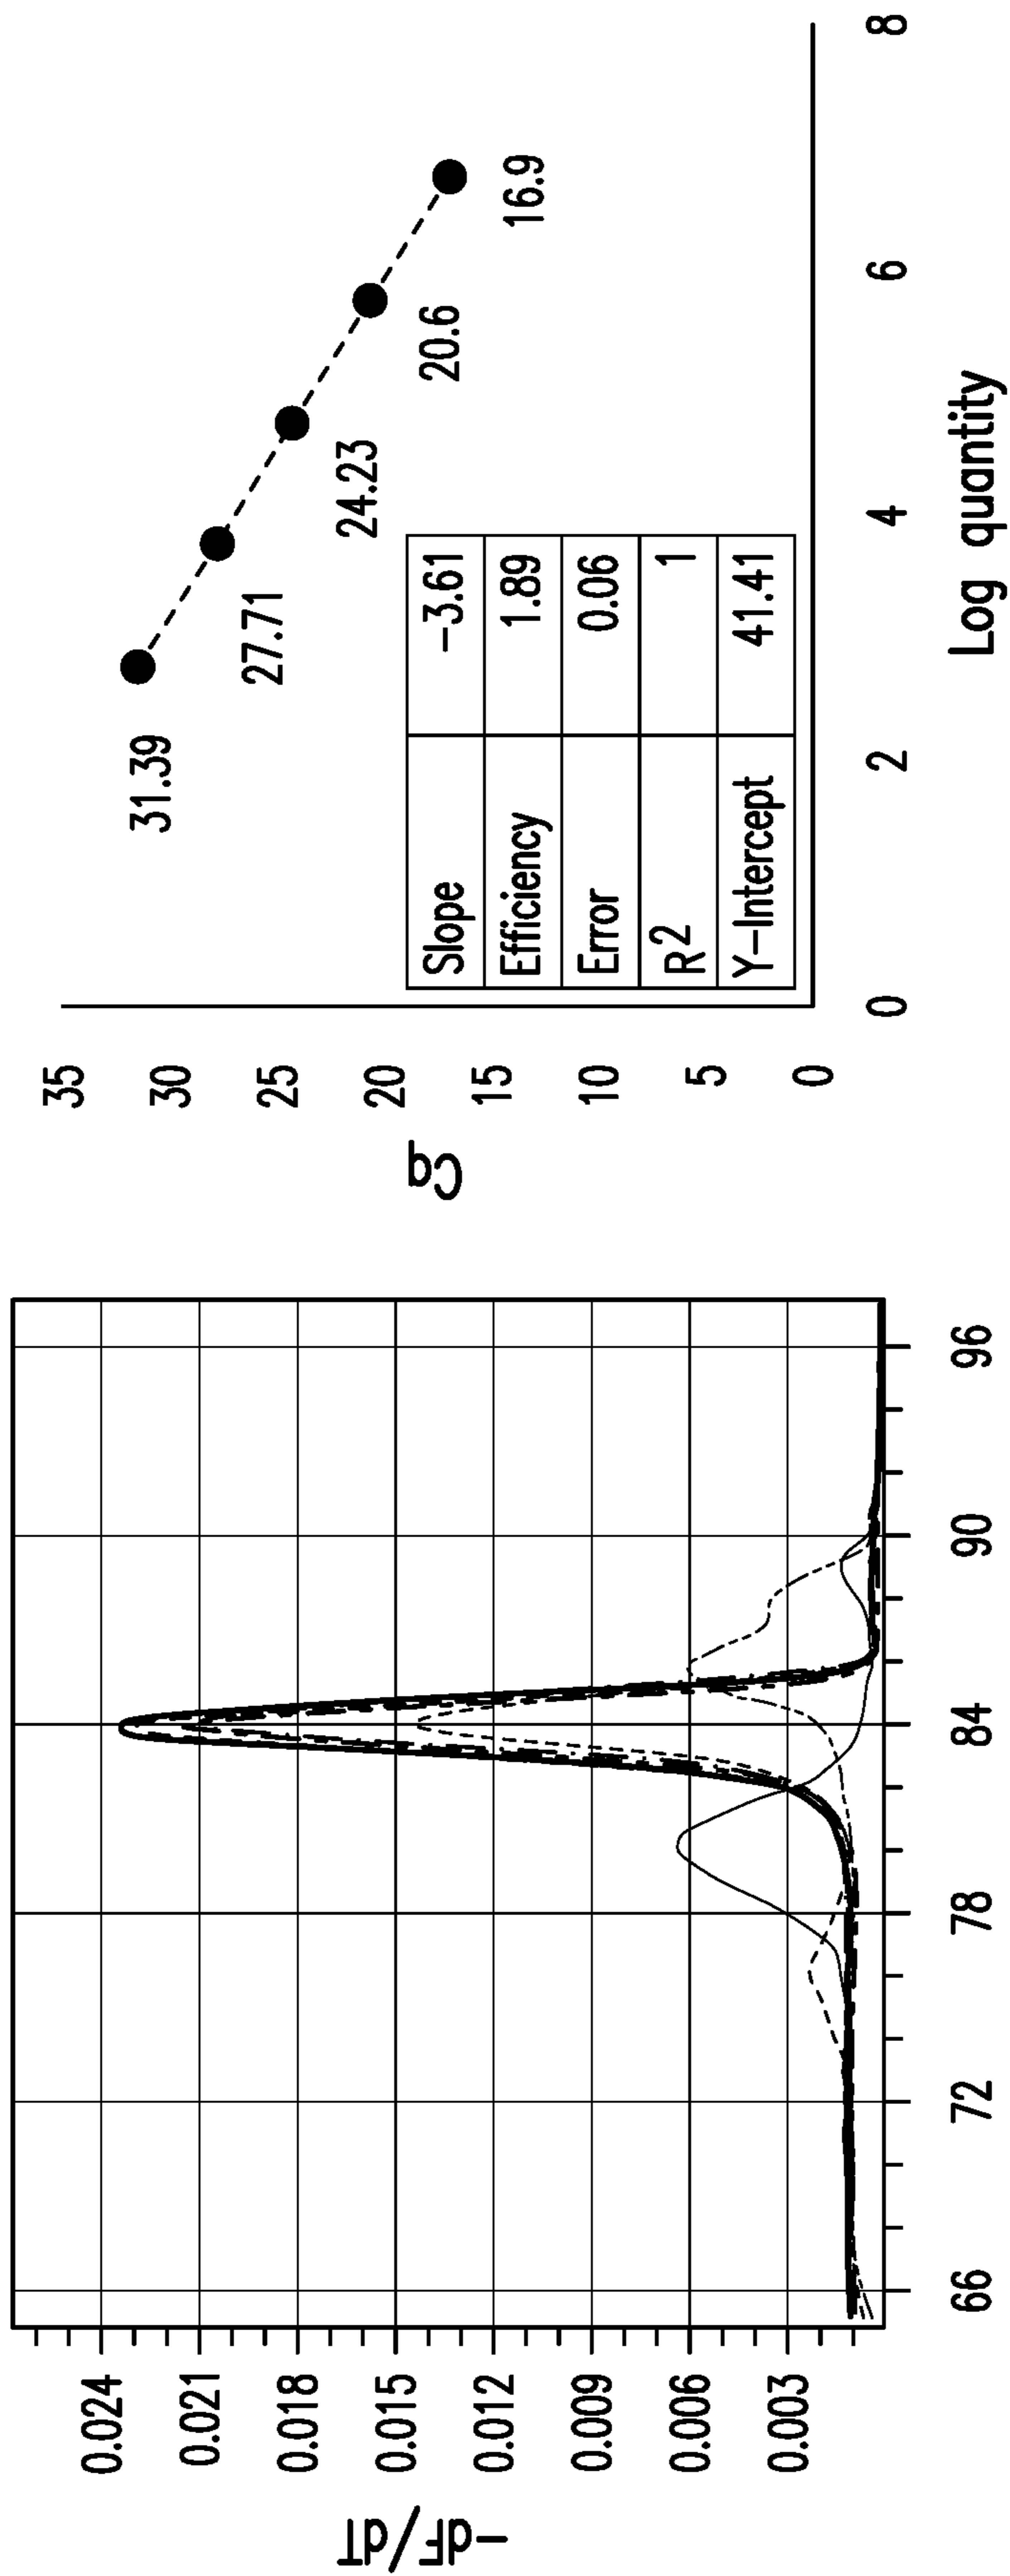 -dF/dT
0.024
0.021
0.018
0.015
0.012
0.009
0.006
0.003
66 72 78 84 90 96
Cq
35
30
25
20
15
10
5
0
31.39
27.71
24.23
20.6
16.9
Slope -3.61
Efficiency 1.89
Error 0.06
R² 1
Y-Intercept 41.41
0 2 4 6 8
Log quantity